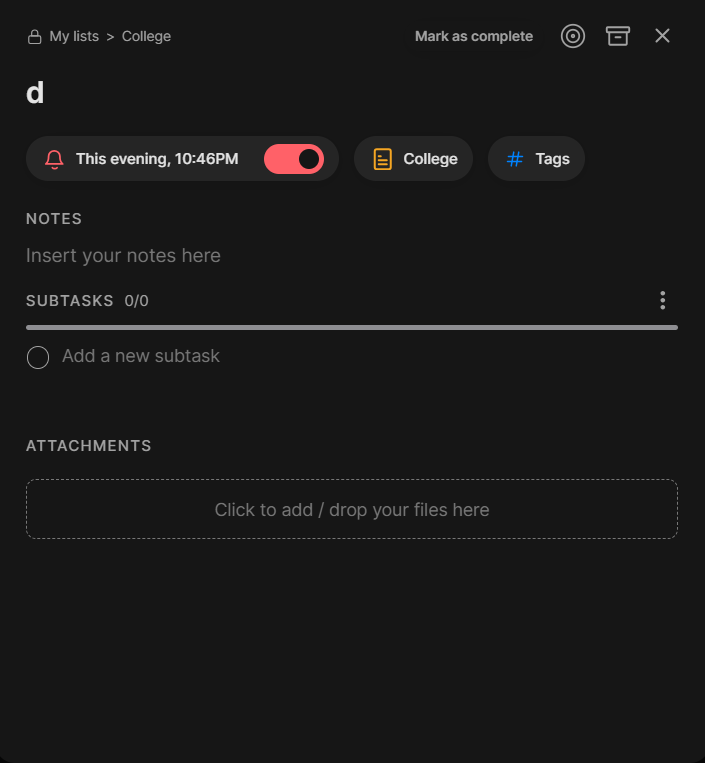 My lists > College
Mark as complete
d
This evening, 10:46PM
College
# Tags
NOTES
Insert your notes here
SUBTASKS 0/0
Add a new subtask
ATTACHMENTS
Click to add / drop your files here